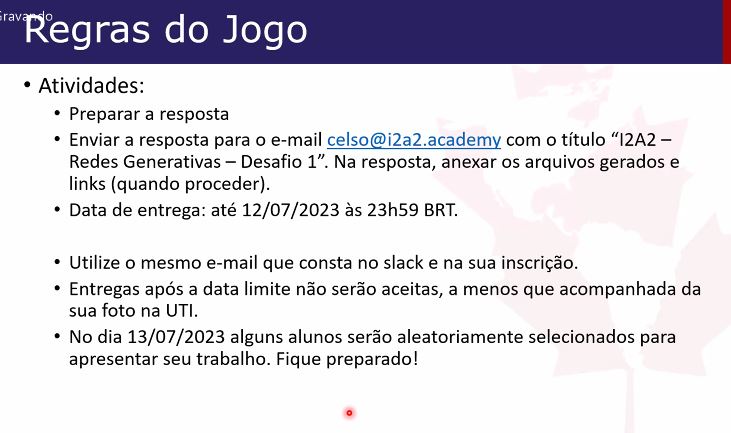 Gravando
Regras do Jogo
• Atividades:
• Preparar a resposta
• Enviar a resposta para o e-mail celso@i2a2.academy com o título “I2A2 –
Redes Generativas – Desafio 1”. Na resposta, anexar os arquivos gerados e
links (quando proceder).
• Data de entrega: até 12/07/2023 às 23h59 BRT.
• Utilize o mesmo e-mail que consta no slack e na sua inscrição.
• Entregas após a data limite não serão aceitas, a menos que acompanhada da
sua foto na UTI.
• No dia 13/07/2023 alguns alunos serão aleatoriamente selecionados para
apresentar seu trabalho. Fique preparado!